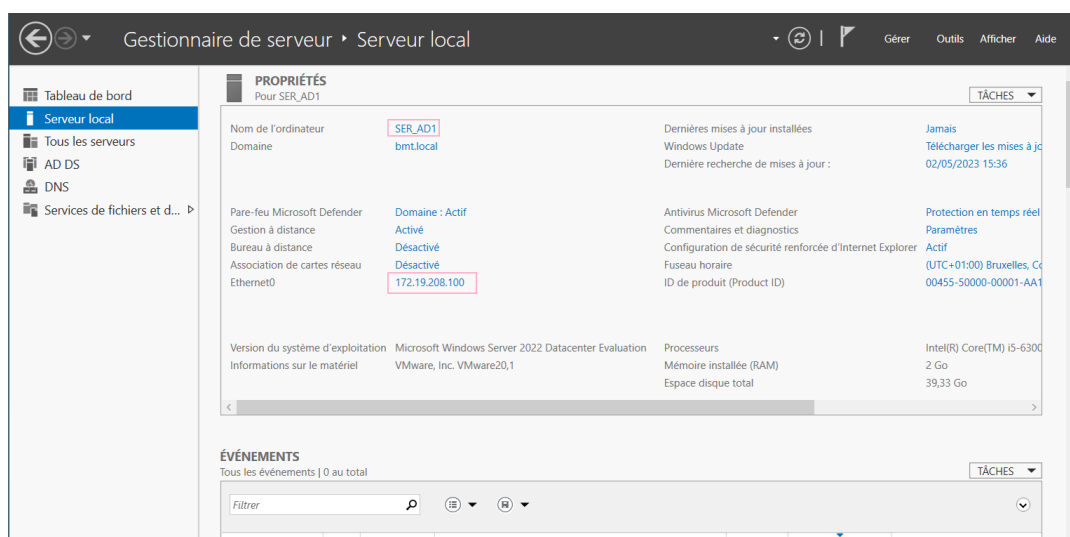 Gestionnaire de serveur ‣ Serveur local
Gérer Outils Afficher Aide
Tableau de bord
Serveur local
Tous les serveurs
AD DS
DNS
Services de fichiers et d...
PROPRIÉTÉS
Pour SER_AD1
TÂCHES
Nom de l'ordinateur SER_AD1 Dernières mises à jour installées Jamais
Domaine bmt.local Windows Update Télécharger les mises à jo
Dernière recherche de mises à jour : 02/05/2023 15:36
Pare-feu Microsoft Defender Domaine : Actif Antivirus Microsoft Defender Protection en temps réel
Gestion à distance Activé Commentaires et diagnostics Paramètres
Bureau à distance Désactivé Configuration de sécurité renforcée d'Internet Explorer Actif
Association de cartes réseau Désactivé Fuseau horaire (UTC+01:00) Bruxelles, Co
Ethernet0 172.19.208.100 ID de produit (Product ID) 00455-50000-00001-AA1
Version du système d'exploitation Microsoft Windows Server 2022 Datacenter Evaluation Processeurs Intel(R) Core(TM) i5-6300
Informations sur le matériel VMware, Inc. VMware20,1 Mémoire installée (RAM) 2 Go
Espace disque total 39,33 Go
ÉVÉNEMENTS
Tous les événements | 0 au total
TÂCHES
Filtrer